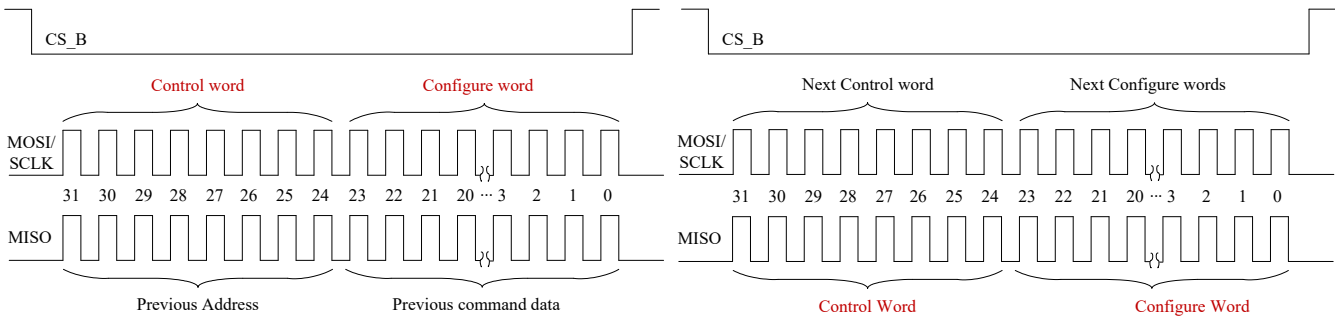 CS_B
Control word Configure word
MOSI/
SCLK
31 30 29 28 27 26 25 24 23 22 21 20 ... 3 2 1 0
MISO
Previous Address Previous command data
CS_B
Next Control word Next Configure words
MOSI/
SCLK
31 30 29 28 27 26 25 24 23 22 21 20 ... 3 2 1 0
MISO
Control Word Configure Word